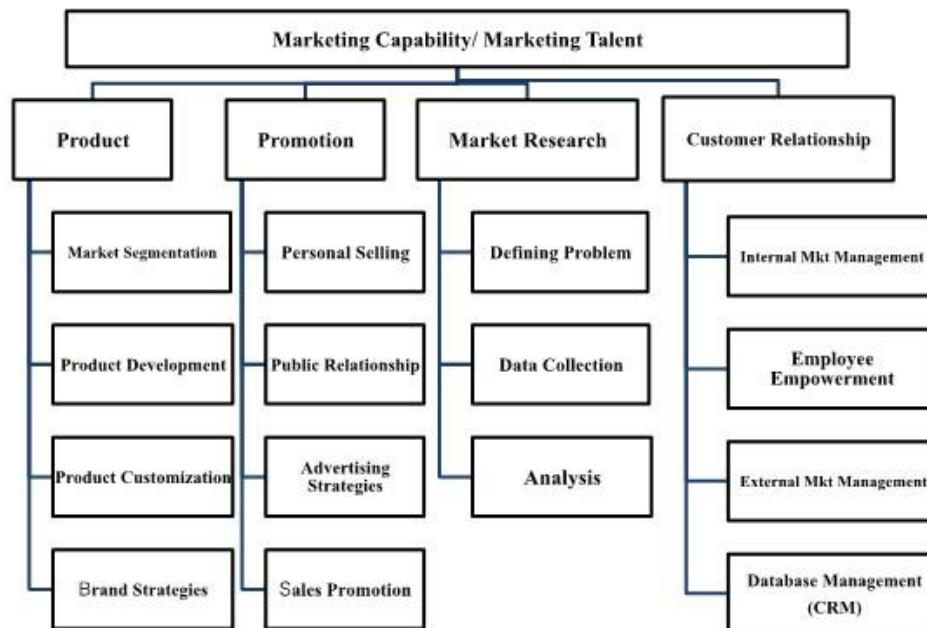 Marketing Capability/ Marketing Talent
Product
Promotion
Market Research
Customer Relationship
Market Segmentation
Personal Selling
Defining Problem
Internal Mkt Management
Product Development
Public Relationship
Data Collection
Employee
Empowerment
Product Customization
Advertising
Strategies
Analysis
External Mkt Management
Brand Strategies
Sales Promotion
Database Management
(CRM)